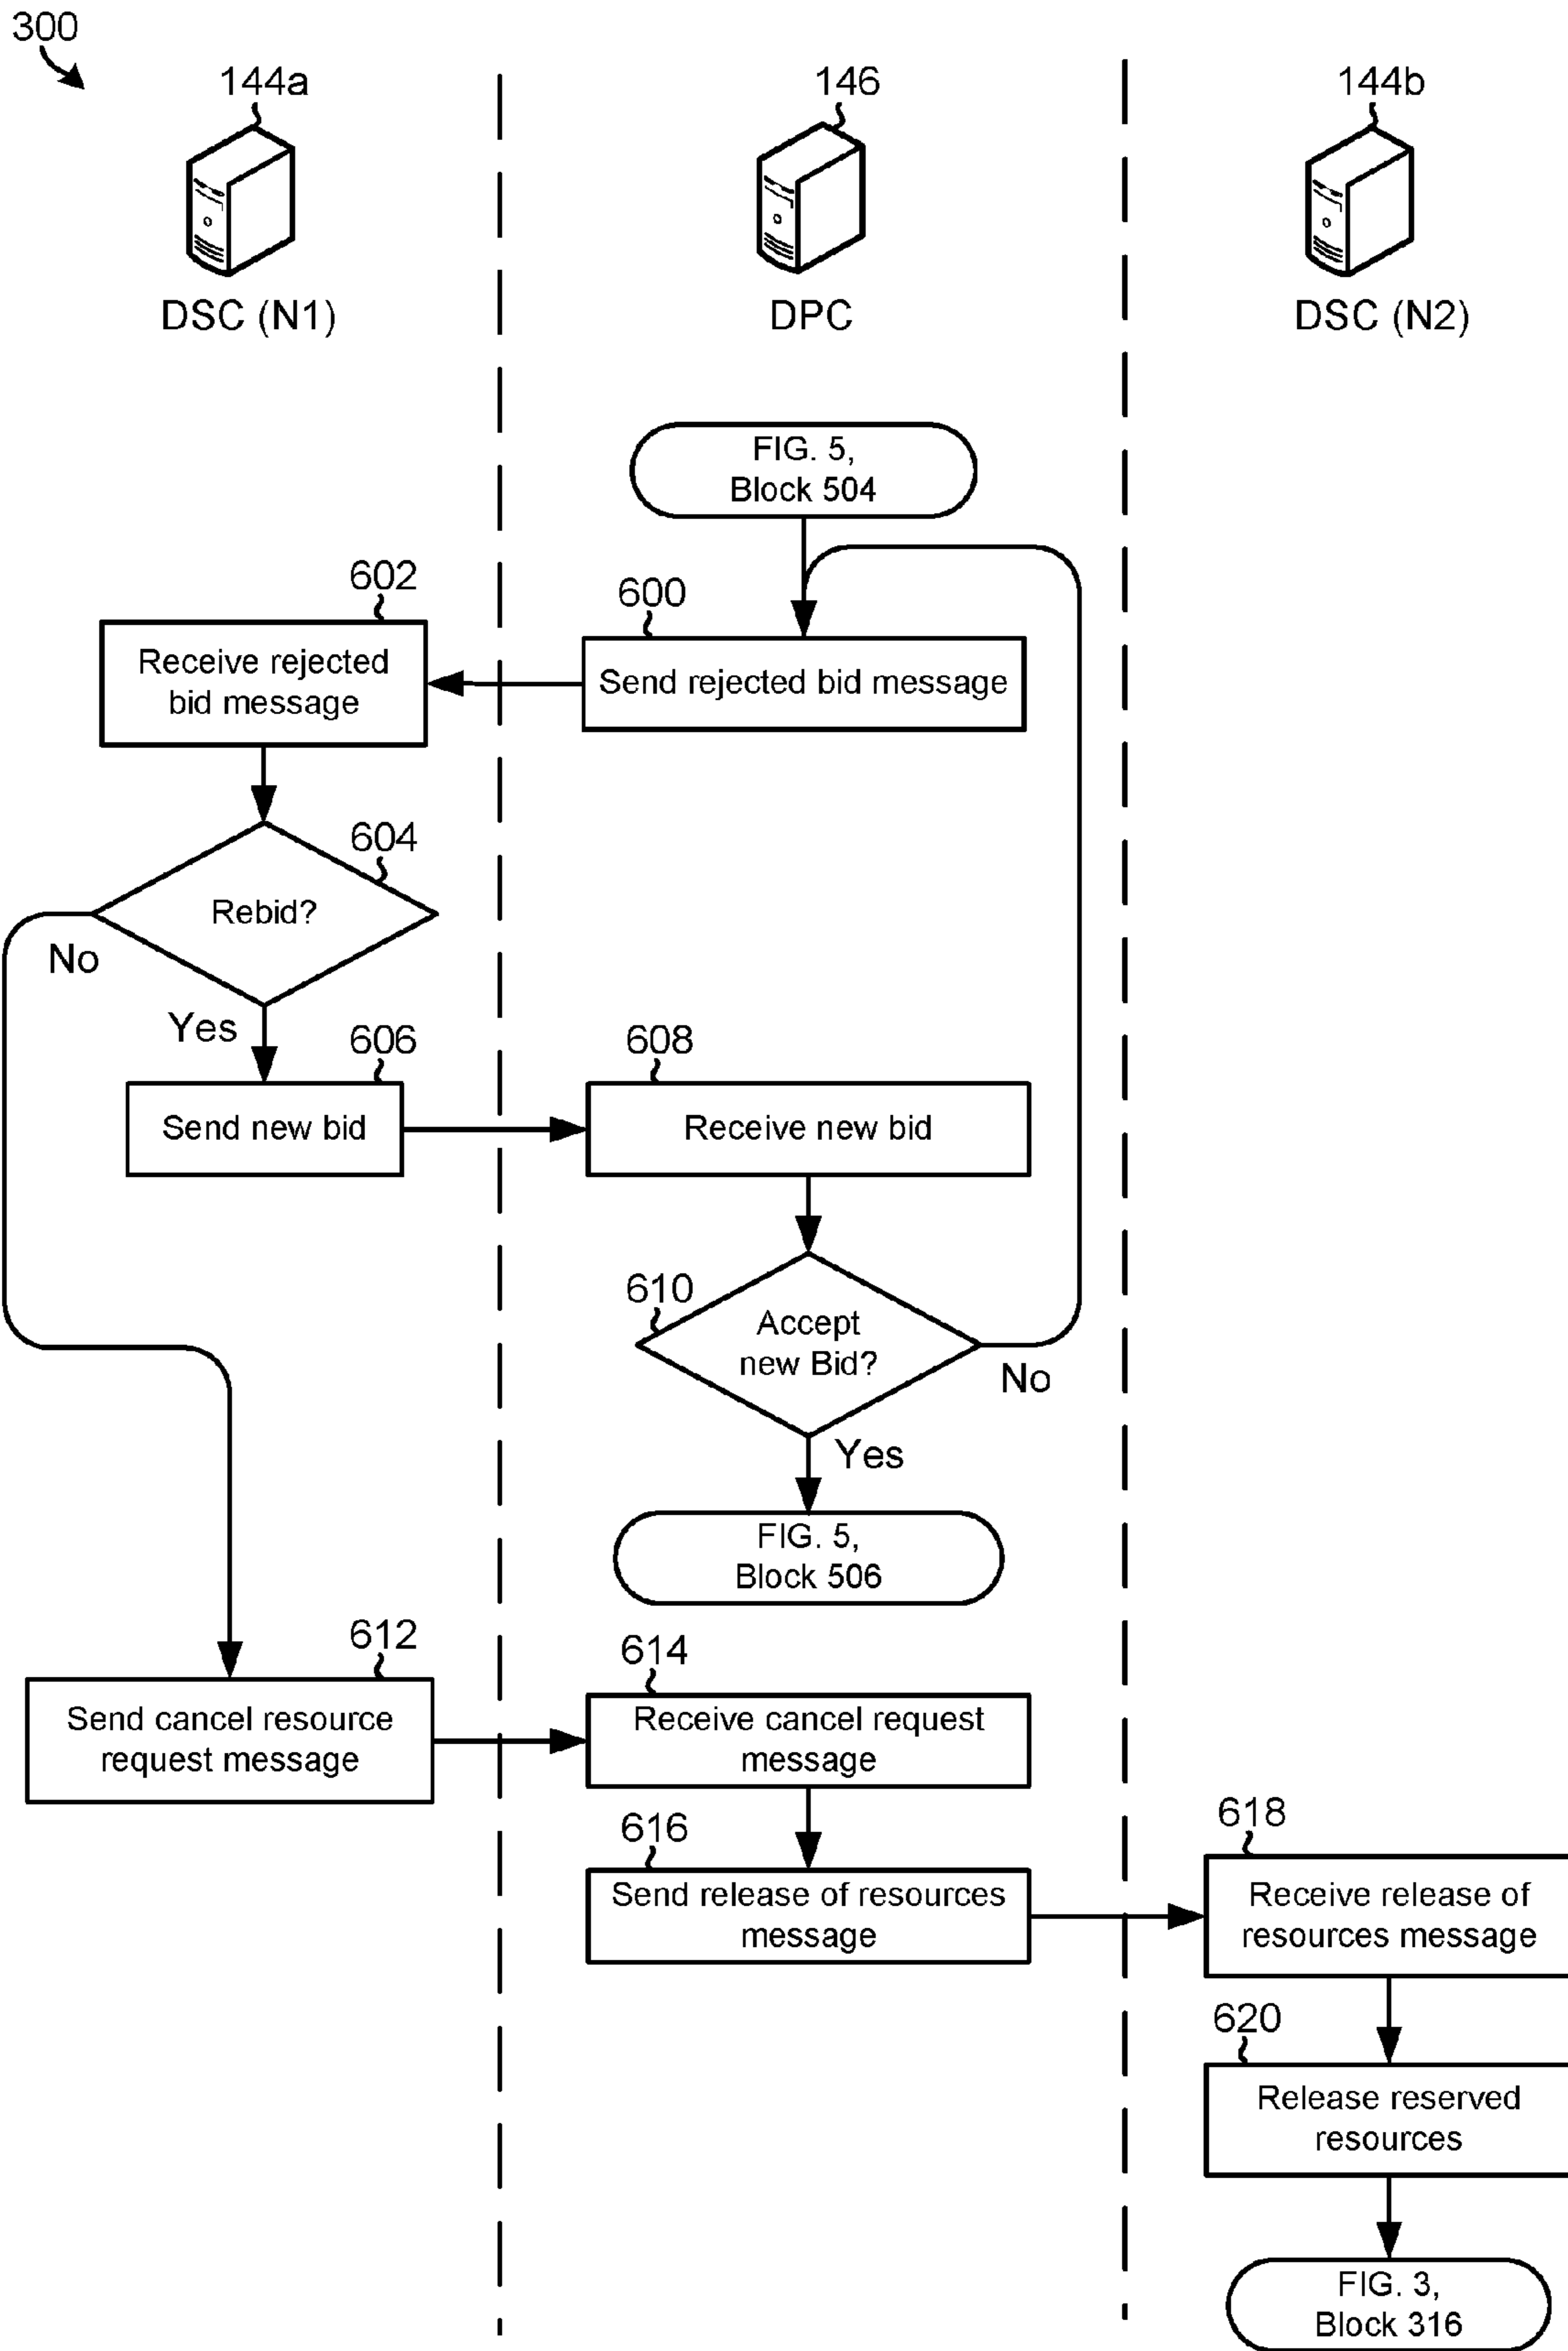 300
144a
146
144b
DSC (N1)
DPC
DSC (N2)
FIG. 5,
Block 504
602
600
Receive rejected
bid message
Send rejected bid message
604
Rebid?
No
Yes
606
608
Send new bid
Receive new bid
610
Accept
new Bid?
No
Yes
FIG. 5,
Block 506
612
614
Send cancel resource
request message
Receive cancel request
message
616
618
Send release of resources
message
Receive release of
resources message
620
Release reserved
resources
FIG. 3,
Block 316